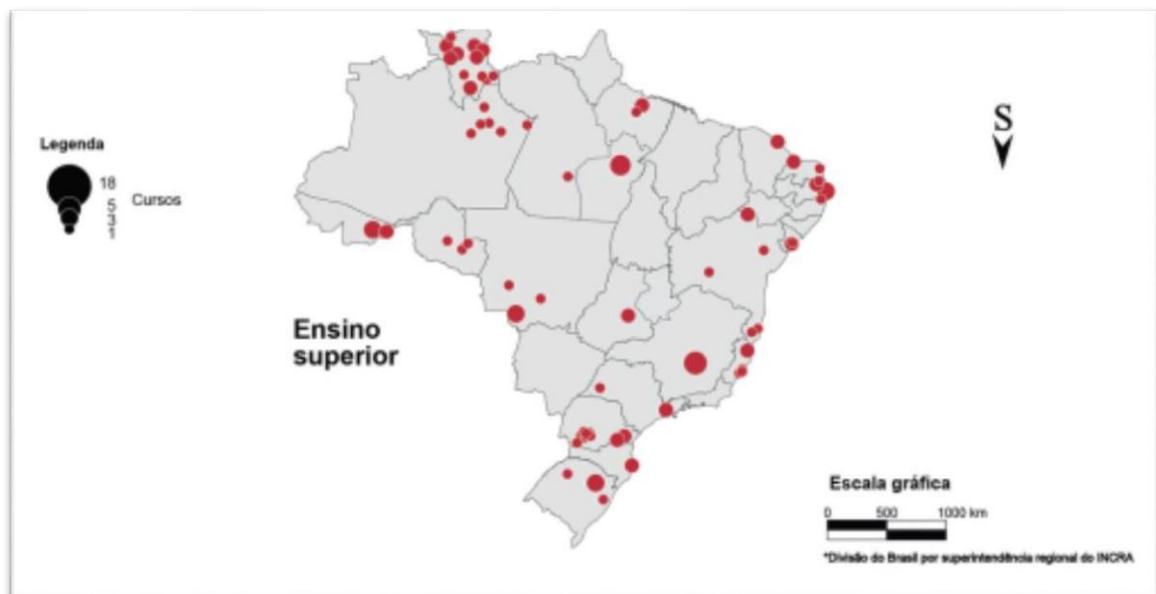 Legenda
18
5
3
1
Cursos
Ensino
superior
S
Escala gráfica
0 500 1000 km
*Divisão do Brasil por superintendência regional do INCRA